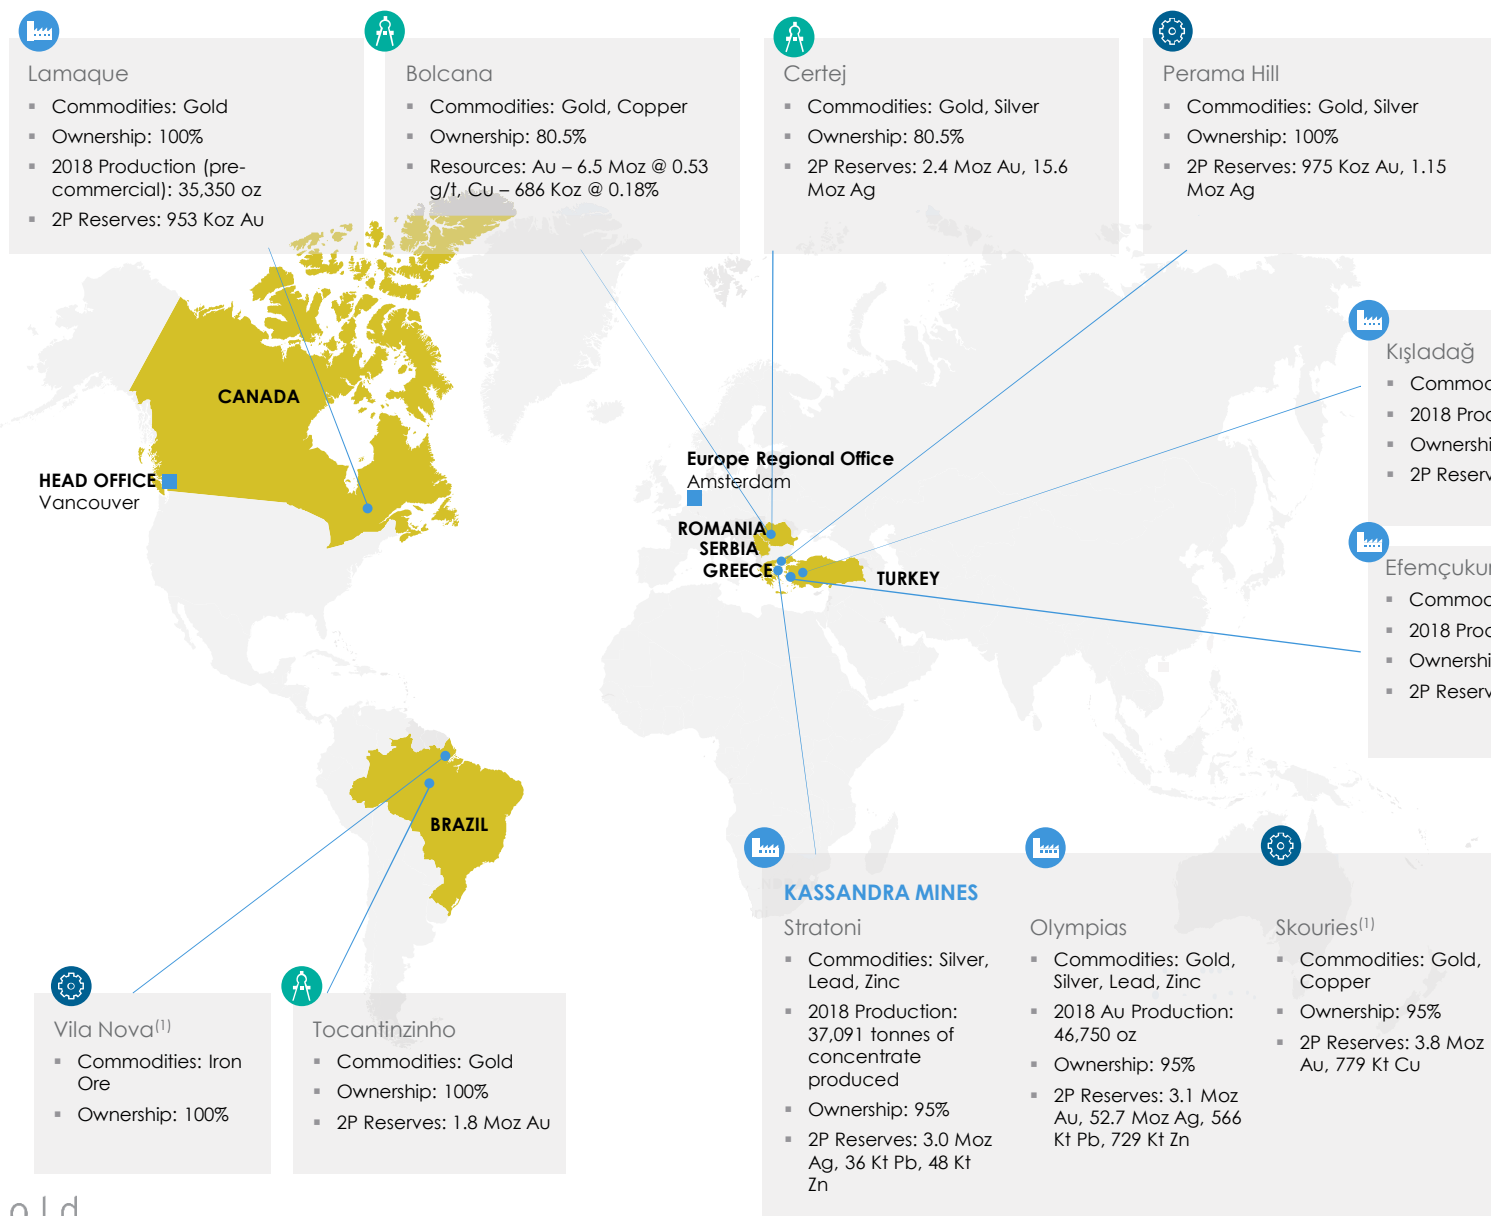 Lamaque
▪ Commodities: Gold
▪ Ownership: 100%
▪ 2018 Production (pre-
commercial): 35,350 oz
▪ 2P Reserves: 953 Koz Au
Bolcana
▪ Commodities: Gold, Copper
▪ Ownership: 80.5%
▪ Resources: Au – 6.5 Moz @ 0.53
g/t, Cu – 686 Koz @ 0.18%
Certej
▪ Commodities: Gold, Silver
▪ Ownership: 80.5%
▪ 2P Reserves: 2.4 Moz Au, 15.6
Moz Ag
Perama Hill
▪ Commodities: Gold, Silver
▪ Ownership: 100%
▪ 2P Reserves: 975 Koz Au, 1.15
Moz Ag
CANADA
HEAD OFFICE
Vancouver
Europe Regional Office
Amsterdam
ROMANIA
SERBIA
GREECE
TURKEY
BRAZIL
Kışladağ
▪ Commod
▪ 2018 Prod
▪ Ownershi
▪ 2P Reserv
Efemçukur
▪ Commod
▪ 2018 Prod
▪ Ownershi
▪ 2P Reserv
KASSANDRA MINES
Stratoni
▪ Commodities: Silver,
Lead, Zinc
▪ 2018 Production:
37,091 tonnes of
concentrate
produced
▪ Ownership: 95%
▪ 2P Reserves: 3.0 Moz
Ag, 36 Kt Pb, 48 Kt
Zn
Olympias
▪ Commodities: Gold,
Silver, Lead, Zinc
▪ 2018 Au Production:
46,750 oz
▪ Ownership: 95%
▪ 2P Reserves: 3.1 Moz
Au, 52.7 Moz Ag, 566
Kt Pb, 729 Kt Zn
Skouries(1)
▪ Commodities: Gold,
Copper
▪ Ownership: 95%
▪ 2P Reserves: 3.8 Moz
Au, 779 Kt Cu
Vila Nova(1)
▪ Commodities: Iron
Ore
▪ Ownership: 100%
Tocantinzinho
▪ Commodities: Gold
▪ Ownership: 100%
▪ 2P Reserves: 1.8 Moz Au
old